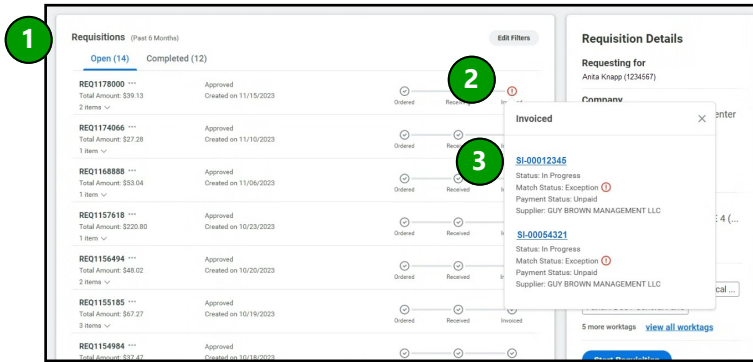 1
Requisitions (Past 6 Months)
Edit Filters
Open (14) Completed (12)
REQ1178000 ...
Approved
Total Amount: $39.13
Created on 11/15/2023
2 items
Ordered
2
REQ1174066 ...
Approved
Total Amount: $27.28
Created on 11/10/2023
1 item
Ordered Received
REQ1168888 ...
Approved
Total Amount: $53.04
Created on 11/06/2023
1 item
Ordered
3
REQ1157618 ...
Approved
Total Amount: $220.80
Created on 10/23/2023
1 item
Ordered Received
REQ1156494 ...
Approved
Total Amount: $48.02
Created on 10/20/2023
2 items
Ordered Received
REQ1155185 ...
Approved
Total Amount: $67.27
Created on 10/19/2023
3 items
Ordered Received Invoiced
REQ1154984 ...
Approved
Total Amount: $37.47
Created on 10/18/2023
Invoiced
SI-00012345
Status: In Progress
Match Status: Exception
Payment Status: Unpaid
Supplier: GUY BROWN MANAGEMENT LLC
SI-00054321
Status: In Progress
Match Status: Exception
Payment Status: Unpaid
Supplier: GUY BROWN MANAGEMENT LLC
Requisition Details
Requesting for
Anita Knapp (1234567)
Company
enter
E 4 (...
cal ...
5 more worktags view all worktags
Start Requisition